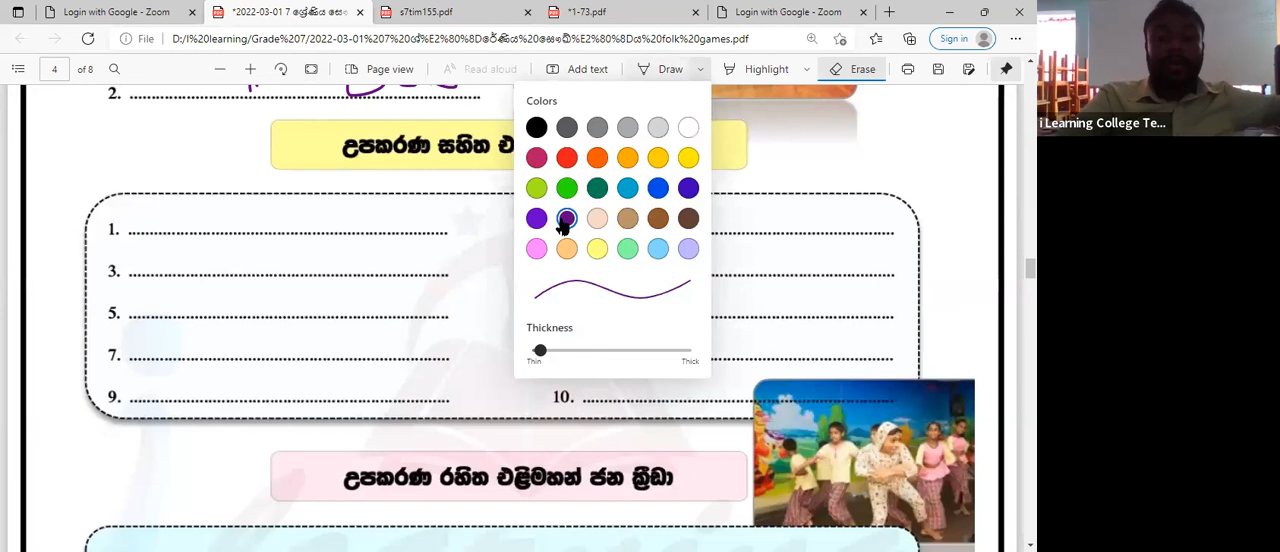 Login with Google - Zoom
s7tim155.pdf
*1-73.pdf
Login with Google - Zoom
File
4 of 8
age view
Read aloud
Add text
Draw
Highlight
Erase
Sign in
i Learning College Te...
2.
Colors
Thickness
Thin
Thick
උපකරණ සහිත එ
1.
3.
5.
7.
9.
10.
උපකරණ රහිත එළිමහන් ජන ක්‍රීඩා